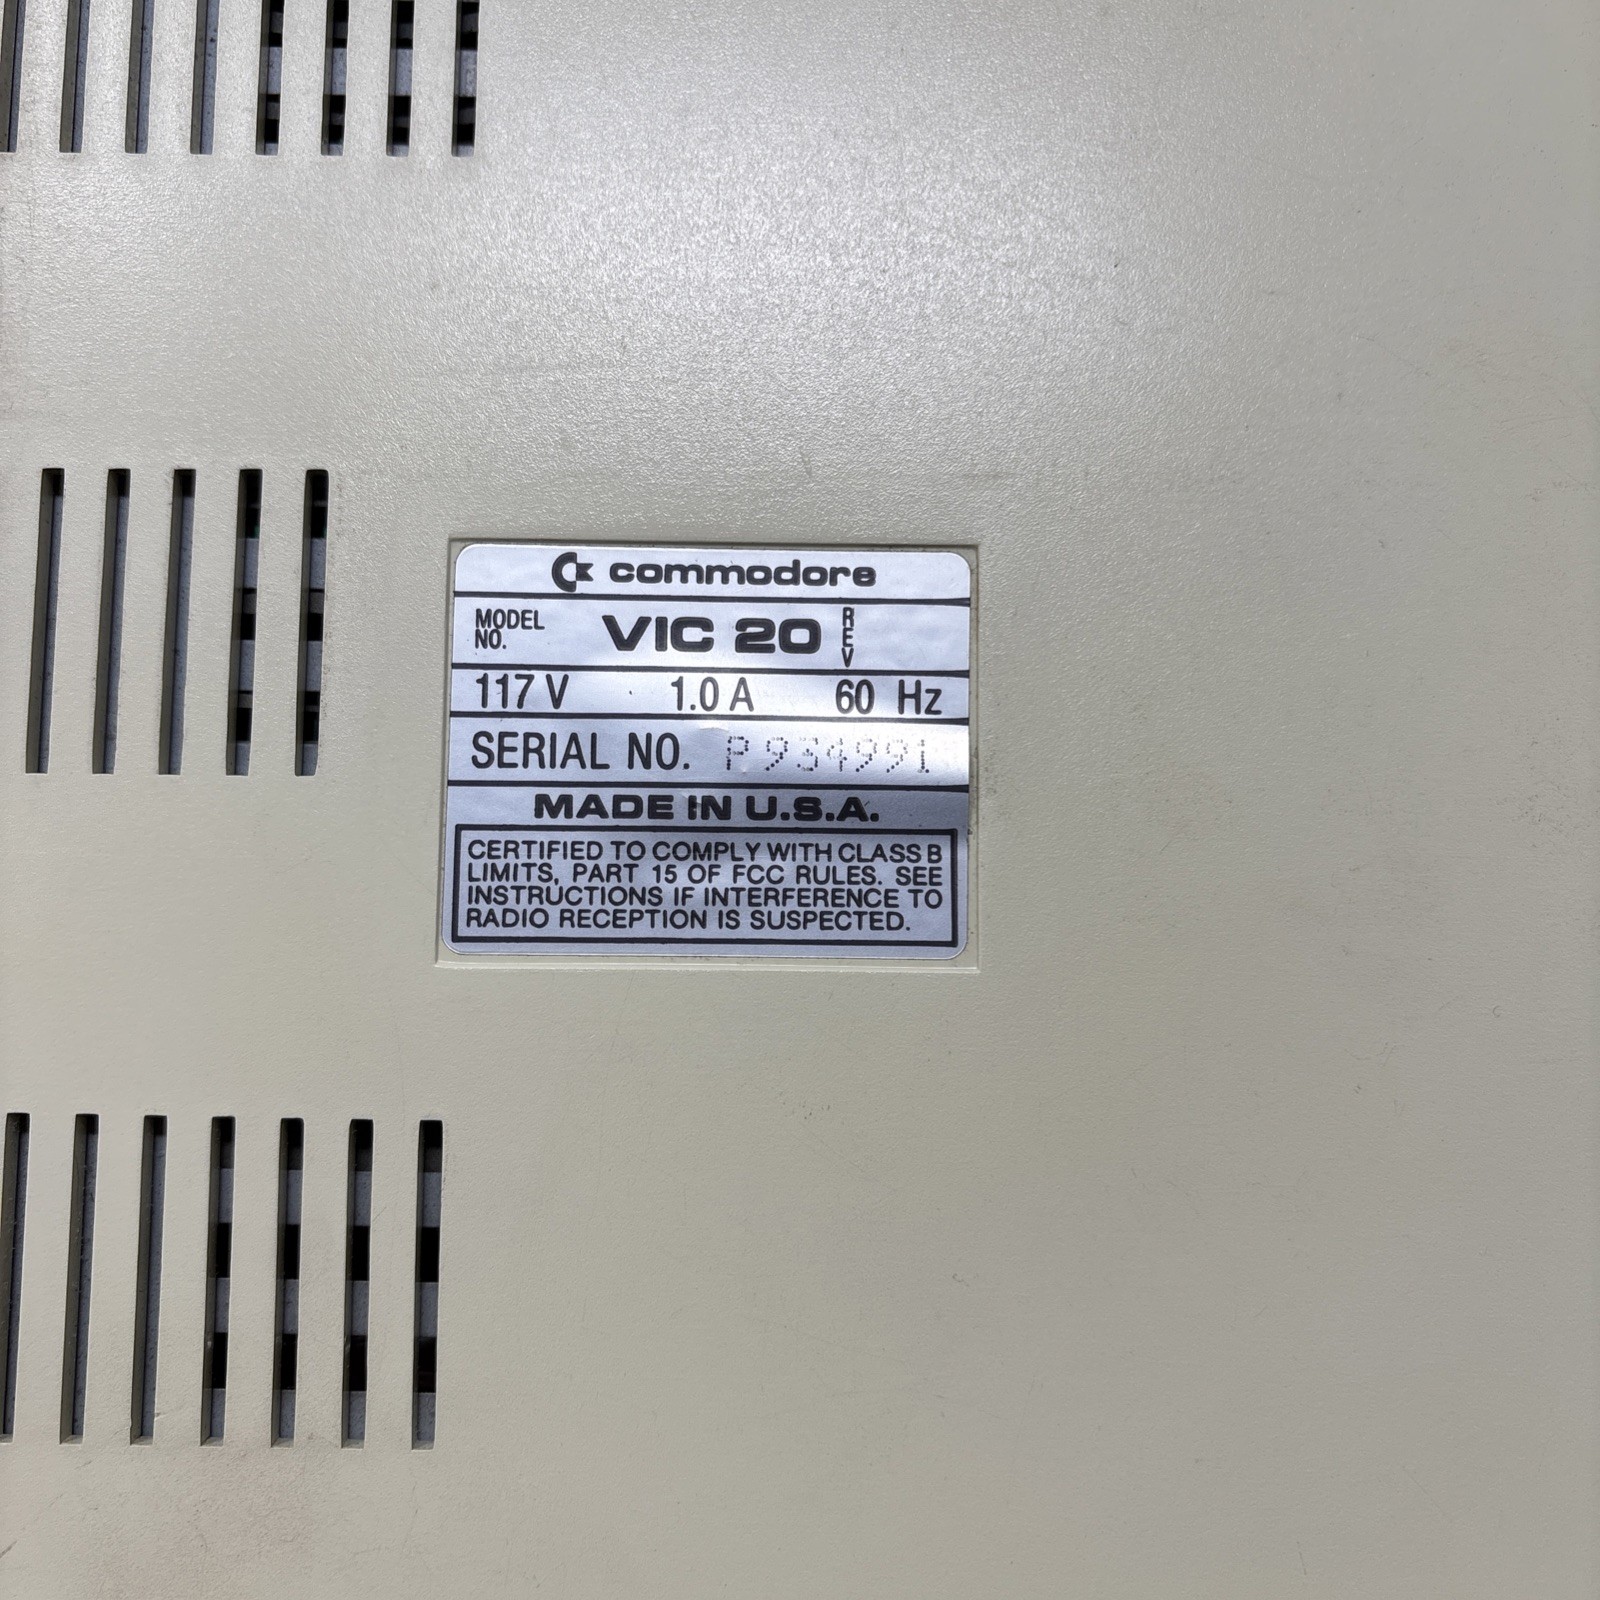 commodore
MODEL NO. VIC 20 REV
117 V 1.0 A 60 Hz
SERIAL NO. P934991
MADE IN U.S.A.
CERTIFIED TO COMPLY WITH CLASS B
LIMITS, PART 15 OF FCC RULES. SEE
INSTRUCTIONS IF INTERFERENCE TO
RADIO RECEPTION IS SUSPECTED.